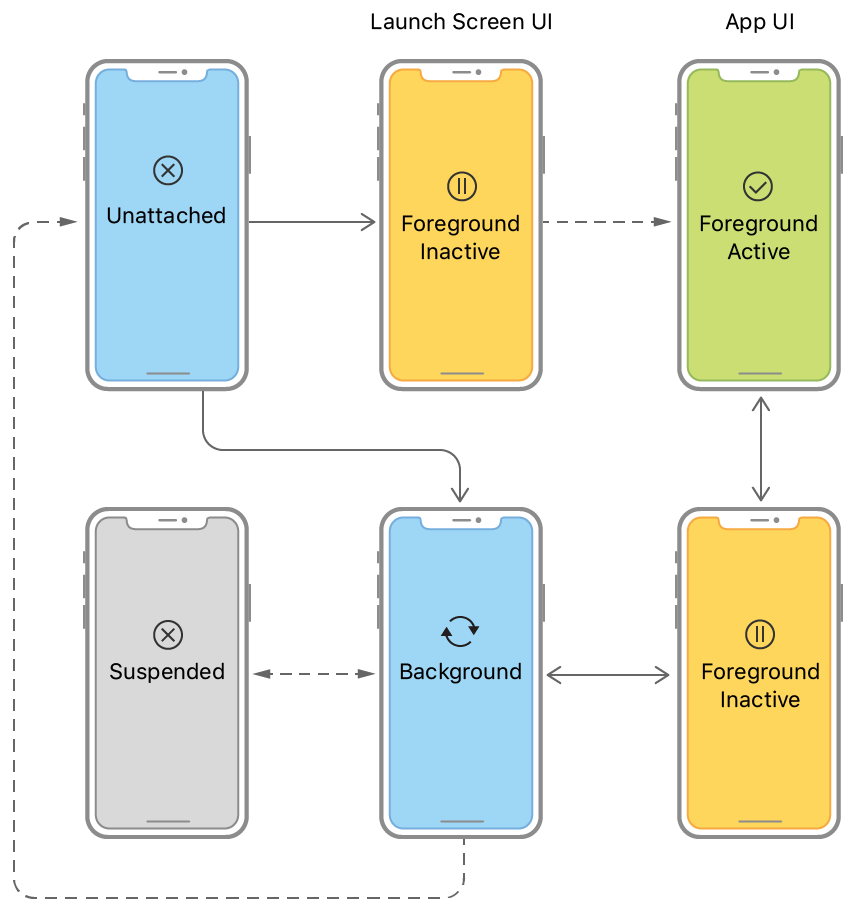 Launch Screen UI
App UI
Unattached
Foreground
Inactive
Foreground
Active
Suspended
Background
Foreground
Inactive